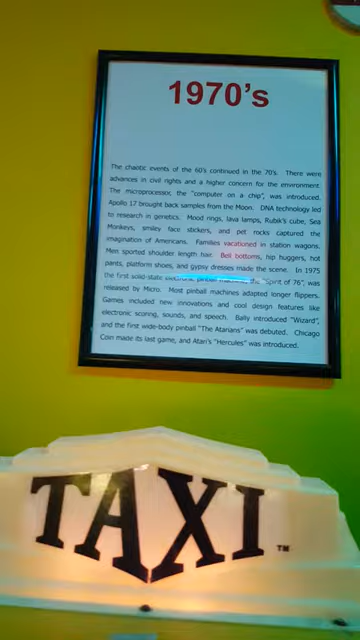 1970's
The chaotic events of the 60's continued in the 70's. There were
advances in civil rights and a higher concern for the environment.
The microprocessor, the "computer on a chip", was introduced.
Apollo 17 brought back samples from the Moon. DNA technology led
to research in genetics. Mood rings, lava lamps, Rubik's cube, Sea
Monkeys, smiley face stickers, and pet rocks captured the
imagination of Americans. Families vacationed in station wagons.
Men sported shoulder length hair. Bell bottoms, hip huggers, hot
pants, platform shoes, and gypsy dresses made the scene. In 1975
the first solid-state electronic pinball machine, the "Spirit of 76", was
released by Micro. Most pinball machines adapted longer flippers.
Games included new innovations and cool design features like
electronic scoring, sounds, and speech. Bally introduced "Wizard",
and the first wide-body pinball "The Atarians" was debuted. Chicago
Coin made its last game, and Atari's "Hercules" was introduced.
TAXI ™